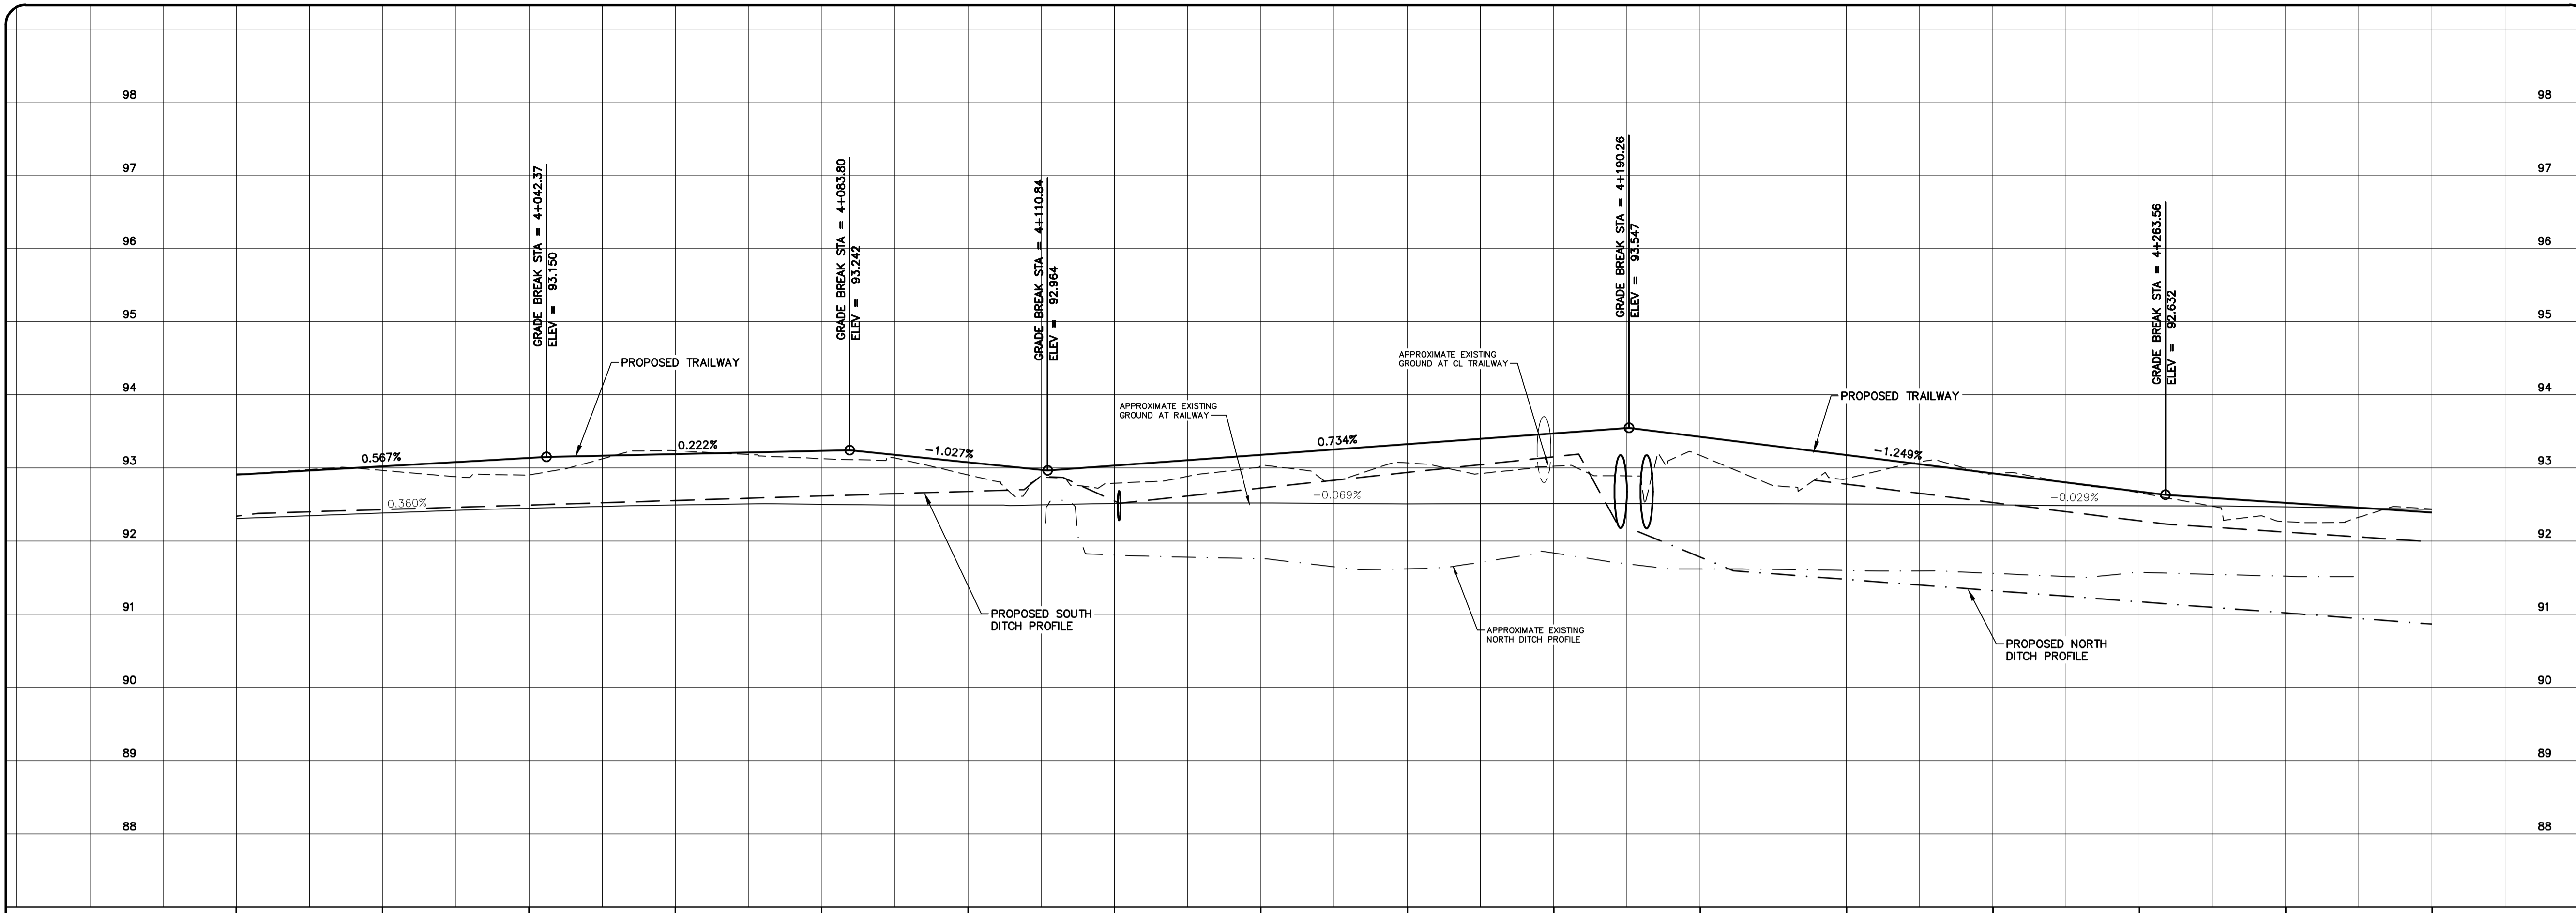 98
98
97
97
96
96
95
95
94
94
93
93
92
92
91
91
90
90
89
89
88
88
GRADE BREAK STA = 4+042.37
ELEV = 93.150
GRADE BREAK STA = 4+083.80
ELEV = 93.242
GRADE BREAK STA = 4+110.84
ELEV = 92.964
GRADE BREAK STA = 4+190.26
ELEV = 93.547
GRADE BREAK STA = 4+263.56
ELEV = 92.632
PROPOSED TRAILWAY
APPROXIMATE EXISTING
GROUND AT CL TRAILWAY
PROPOSED TRAILWAY
APPROXIMATE EXISTING
GROUND AT RAILWAY
0.567%
0.222%
-1.027%
0.734%
-1.249%
0.360%
-0.069%
-0.029%
PROPOSED SOUTH
DITCH PROFILE
APPROXIMATE EXISTING
NORTH DITCH PROFILE
PROPOSED NORTH
DITCH PROFILE